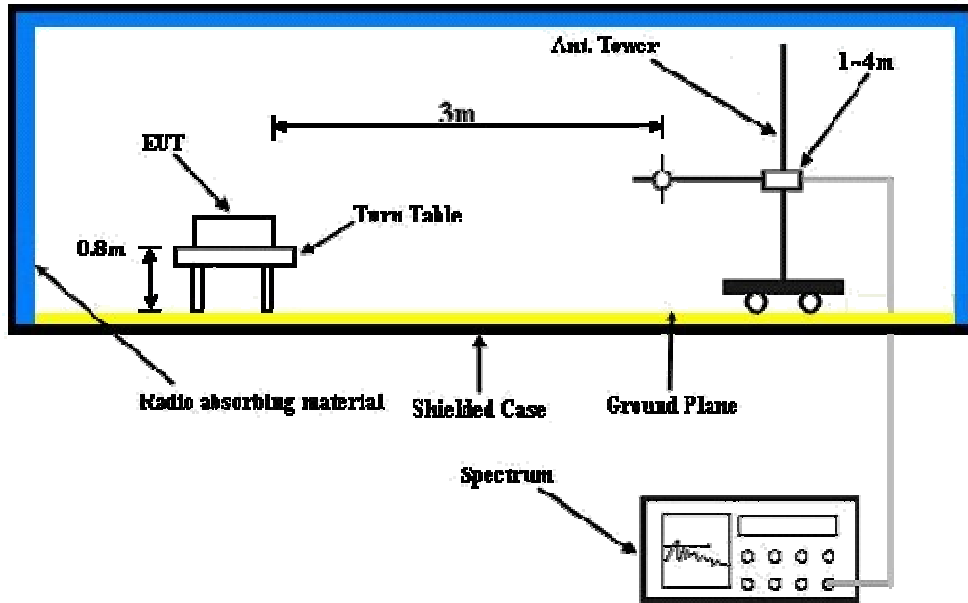 Ant. Tower
1~4m
3m
EUT
Turn Table
0.8m
Radio absorbing material
Shielded Case
Ground Plane
Spectrum